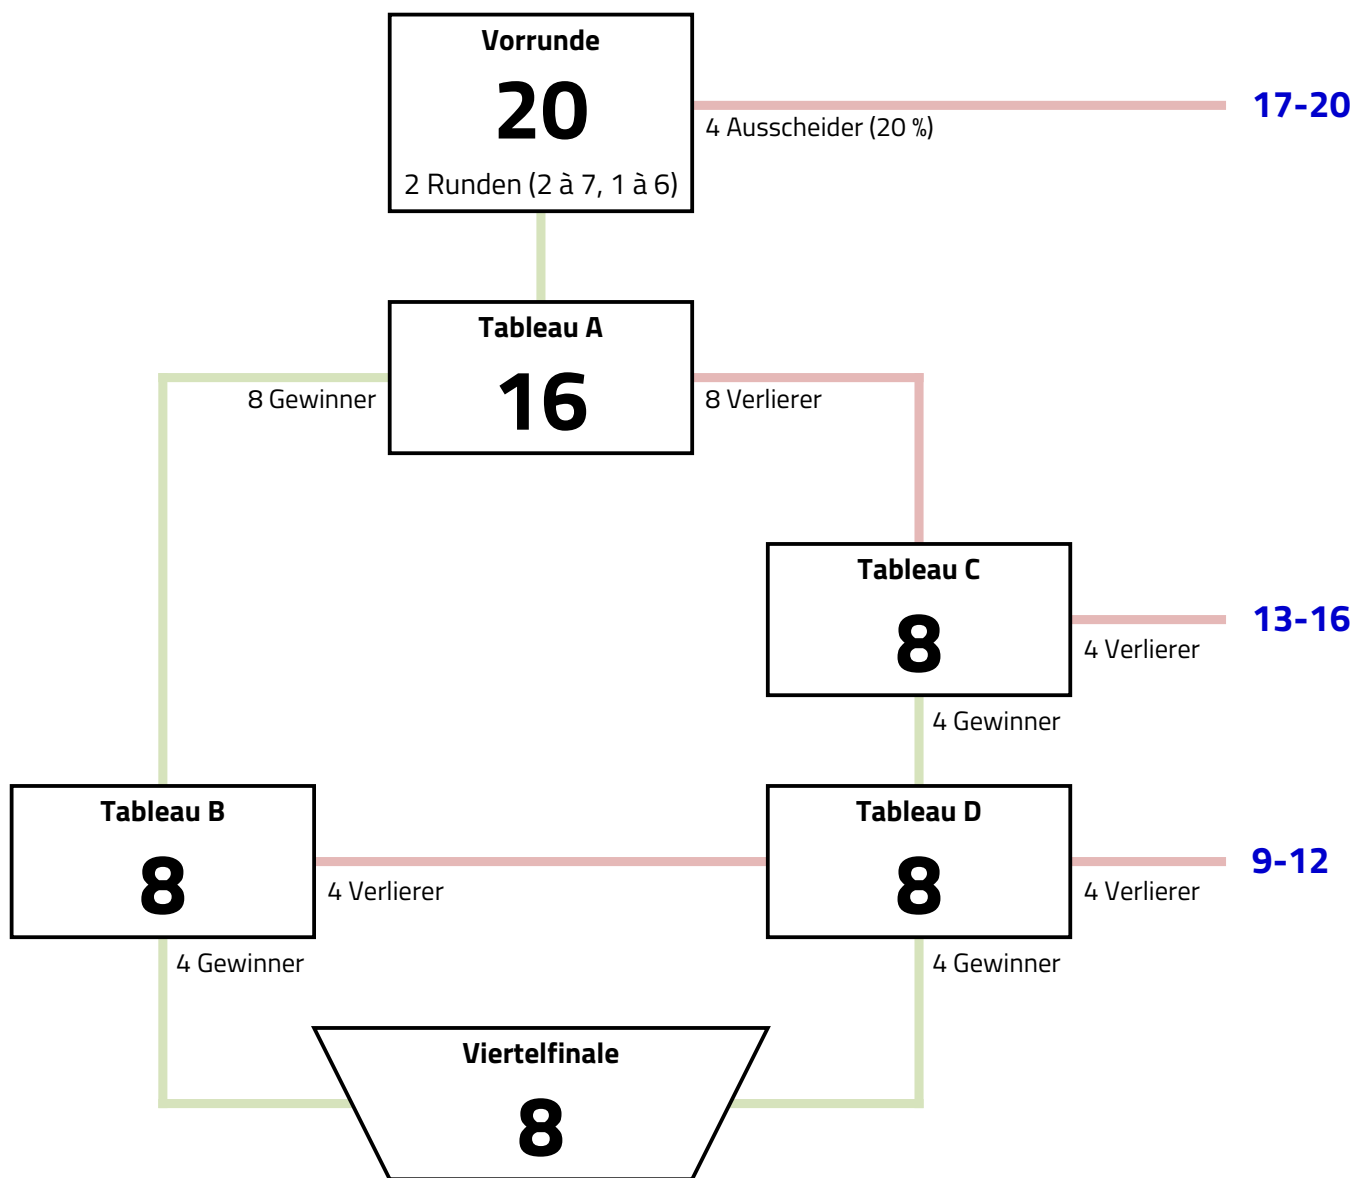 Vorrunde
20
2 Runden (2 à 7, 1 à 6)
4 Ausscheider (20 %)
17-20
Tableau A
16
8 Gewinner
8 Verlierer
Tableau C
8
4 Verlierer
13-16
4 Gewinner
Tableau B
8
4 Verlierer
4 Gewinner
Tableau D
8
4 Verlierer
9-12
4 Gewinner
Viertelfinale
8